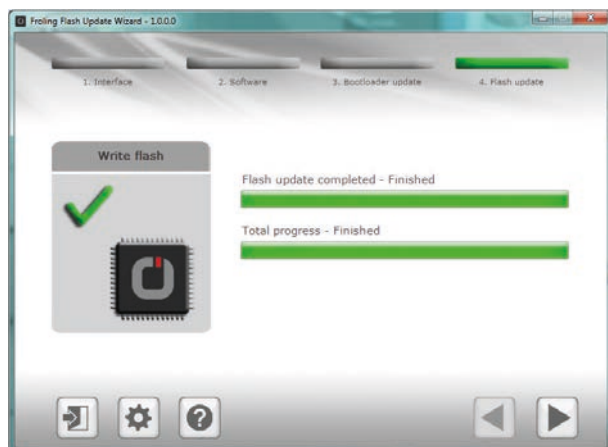 Froling Flash Update Wizard - 1.0.0.0
1. Interface
2. Software
3. Bootloader update
4. Flash update
Write flash
Flash update completed - Finished
Total progress - Finished